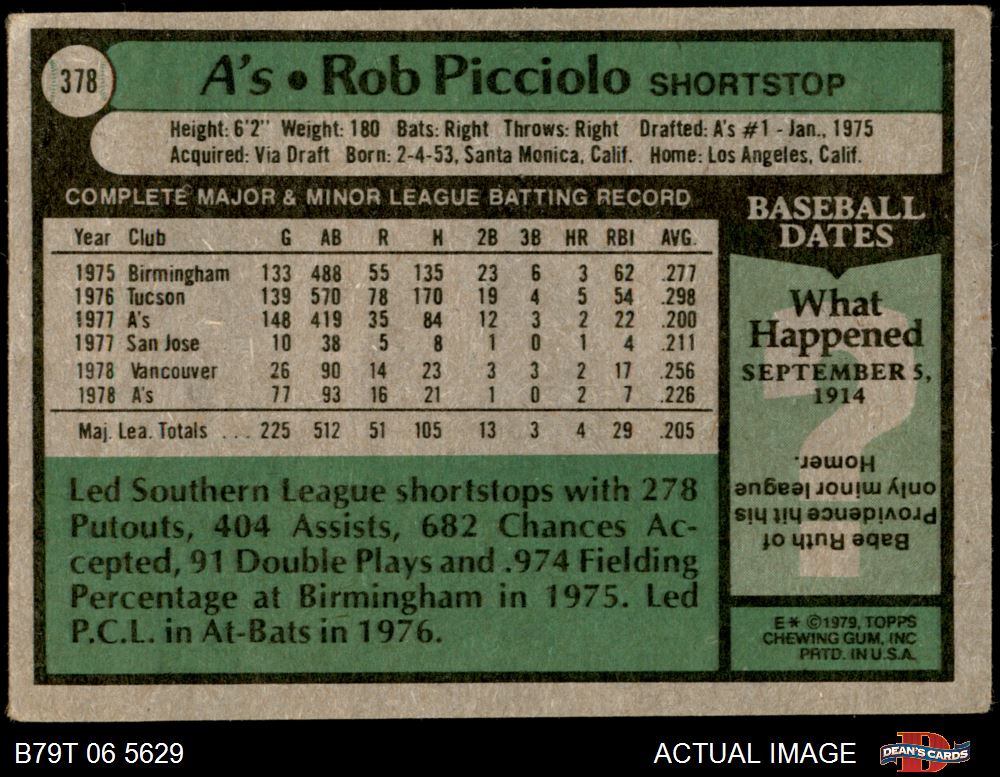 378
A's • Rob Picciolo SHORTSTOP
Height: 6'2" Weight: 180 Bats: Right Throws: Right Drafted: A's #1 - Jan., 1975
Acquired: Via Draft Born: 2-4-53, Santa Monica, Calif. Home: Los Angeles, Calif.
COMPLETE MAJOR & MINOR LEAGUE BATTING RECORD
Year Club G AB R H 2B 3B HR RBI AVG.
1975 Birmingham 133 488 55 135 23 6 3 62 .277
1976 Tucson 139 570 78 170 19 4 5 54 .298
1977 A's 148 419 35 84 12 3 2 22 .200
1977 San Jose 10 38 5 8 1 0 1 4 .211
1978 Vancouver 26 90 14 23 3 3 2 17 .256
1978 A's 77 93 16 21 1 0 2 7 .226
Maj. Lea. Totals ... 225 512 51 105 13 3 4 29 .205
Led Southern League shortstops with 278
Putouts, 404 Assists, 682 Chances Ac-
cepted, 91 Double Plays and .974 Fielding
Percentage at Birmingham in 1975. Led
P.C.L. in At-Bats in 1976.
BASEBALL
DATES
What
Happened
SEPTEMBER 5,
1914
?
Babe Ruth of
Providence hit his
only minor league
Homer.
E* ©1979, TOPPS
CHEWING GUM, INC
PRTD. IN U.S.A.
B79T 06 5629
ACTUAL IMAGE
D
DEAN'S CARDS